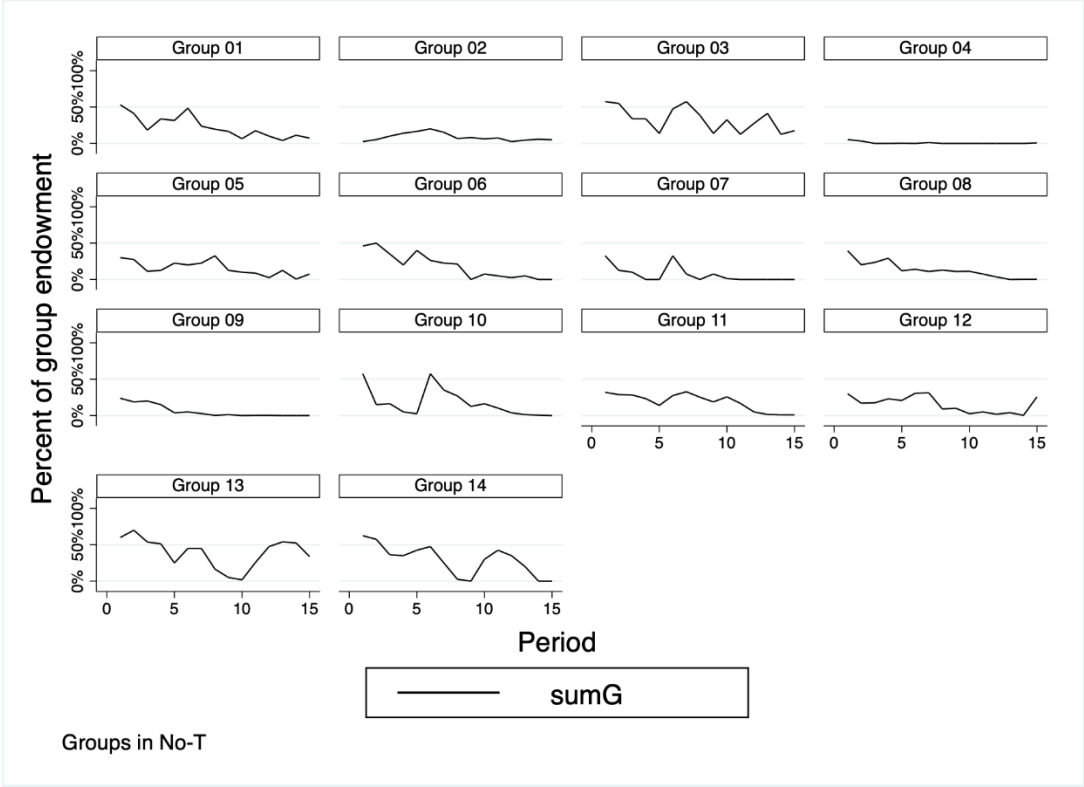 Percent of group endowment
Group 01 Group 02 Group 03 Group 04
0% 50% 100%
Group 05 Group 06 Group 07 Group 08
0% 50% 100%
Group 09 Group 10 Group 11 Group 12
0% 50% 100%
0 5 10 15 0 5 10 15
Group 13 Group 14
0% 50% 100%
0 5 10 15 0 5 10 15
Period
sumG
Groups in No-T